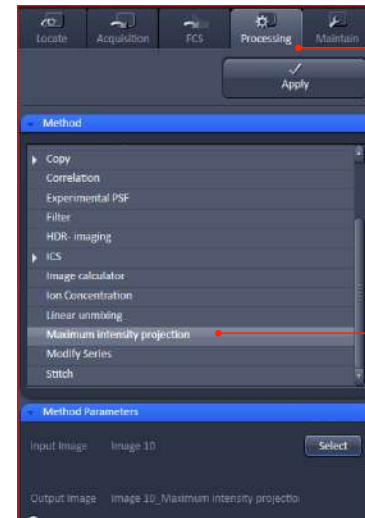 Locate Acquisition FCS Processing Maintain
Apply
Method
Copy
Correlation
Experimental PSF
Filter
HDR- imaging
ICS
Image calculator
Ion Concentration
Linear unmixing
Maximum intensity projection
Modify Series
Stitch
Method Parameters
Input Image Image 10 Select
Output Image Image 10_Maximum intensity projectio